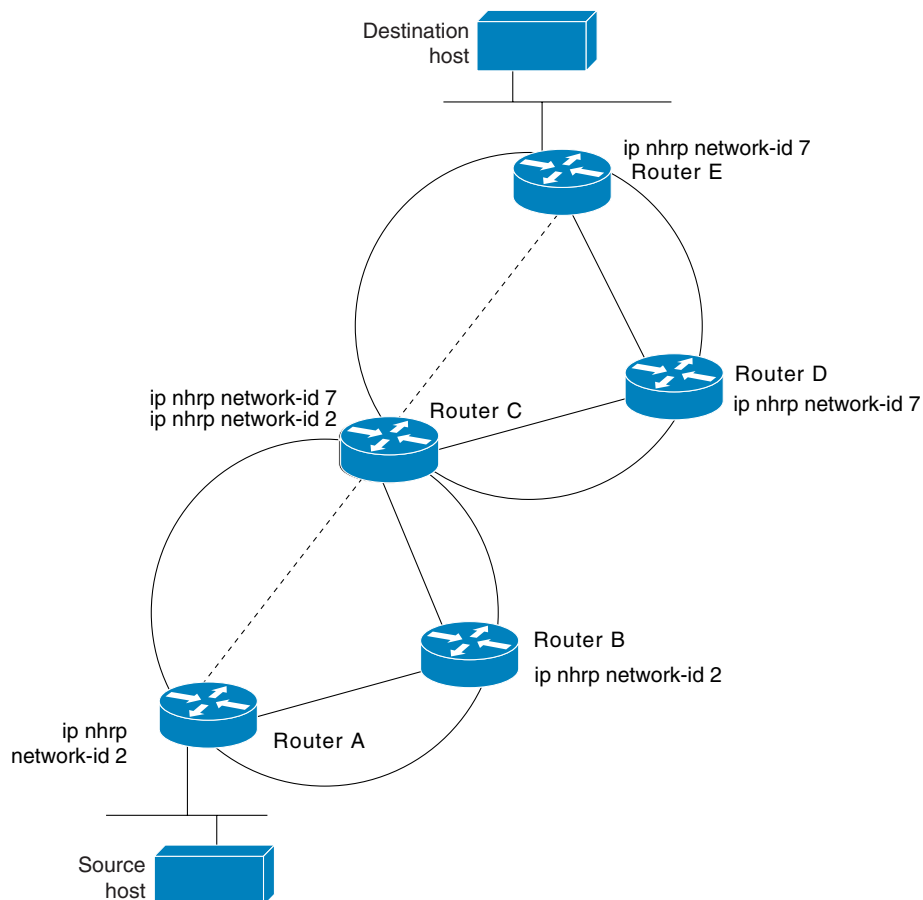 Destination
host
ip nhrp network-id 7
Router E
Router D
ip nhrp network-id 7
ip nhrp network-id 7
ip nhrp network-id 2
Router C
Router B
ip nhrp network-id 2
ip nhrp
network-id 2
Router A
Source
host